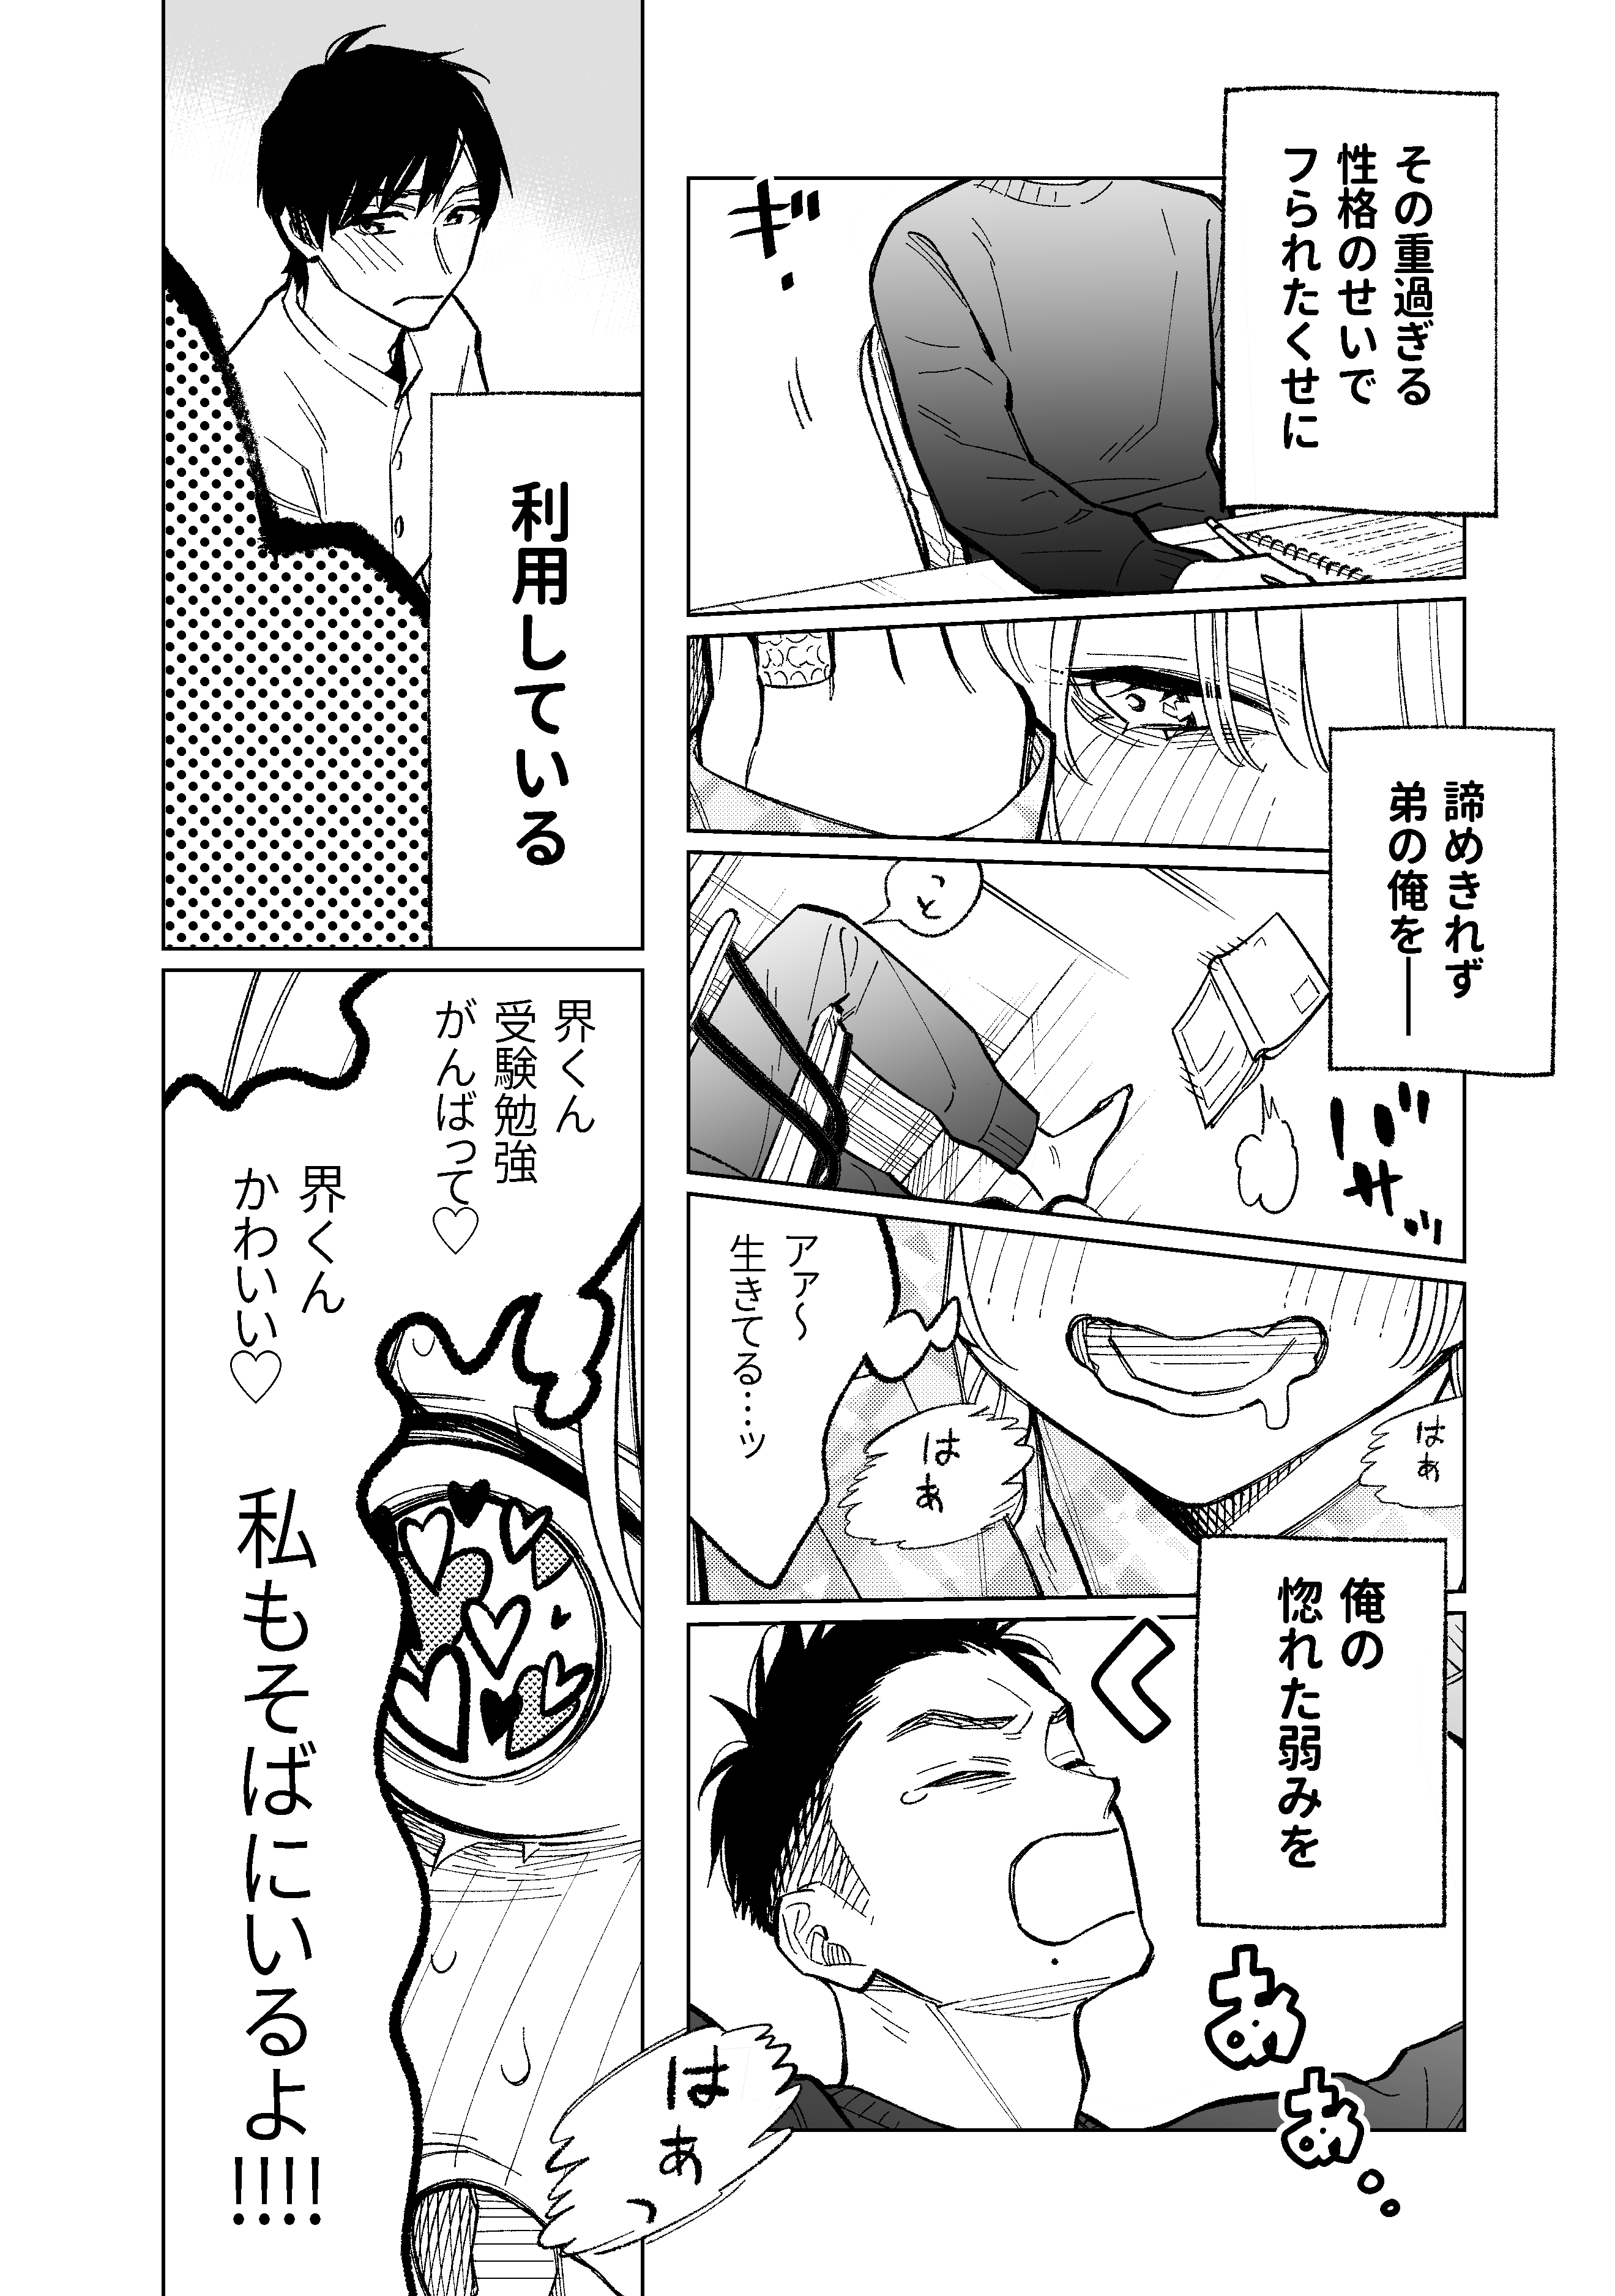 その重過ぎる
性格のせいで
フられたくせに
ギ・
諦めきれず
弟の俺を――
っと
バサッ
アァ～
生きてる…ッ
はぁ
はぁ
俺の
惚れた弱みを
く
あ
あ。。
利用している
界くん
受験勉強
がんばって♡
界くん
かわいい♡
私もそばにいるよ!!!!
はぁっ